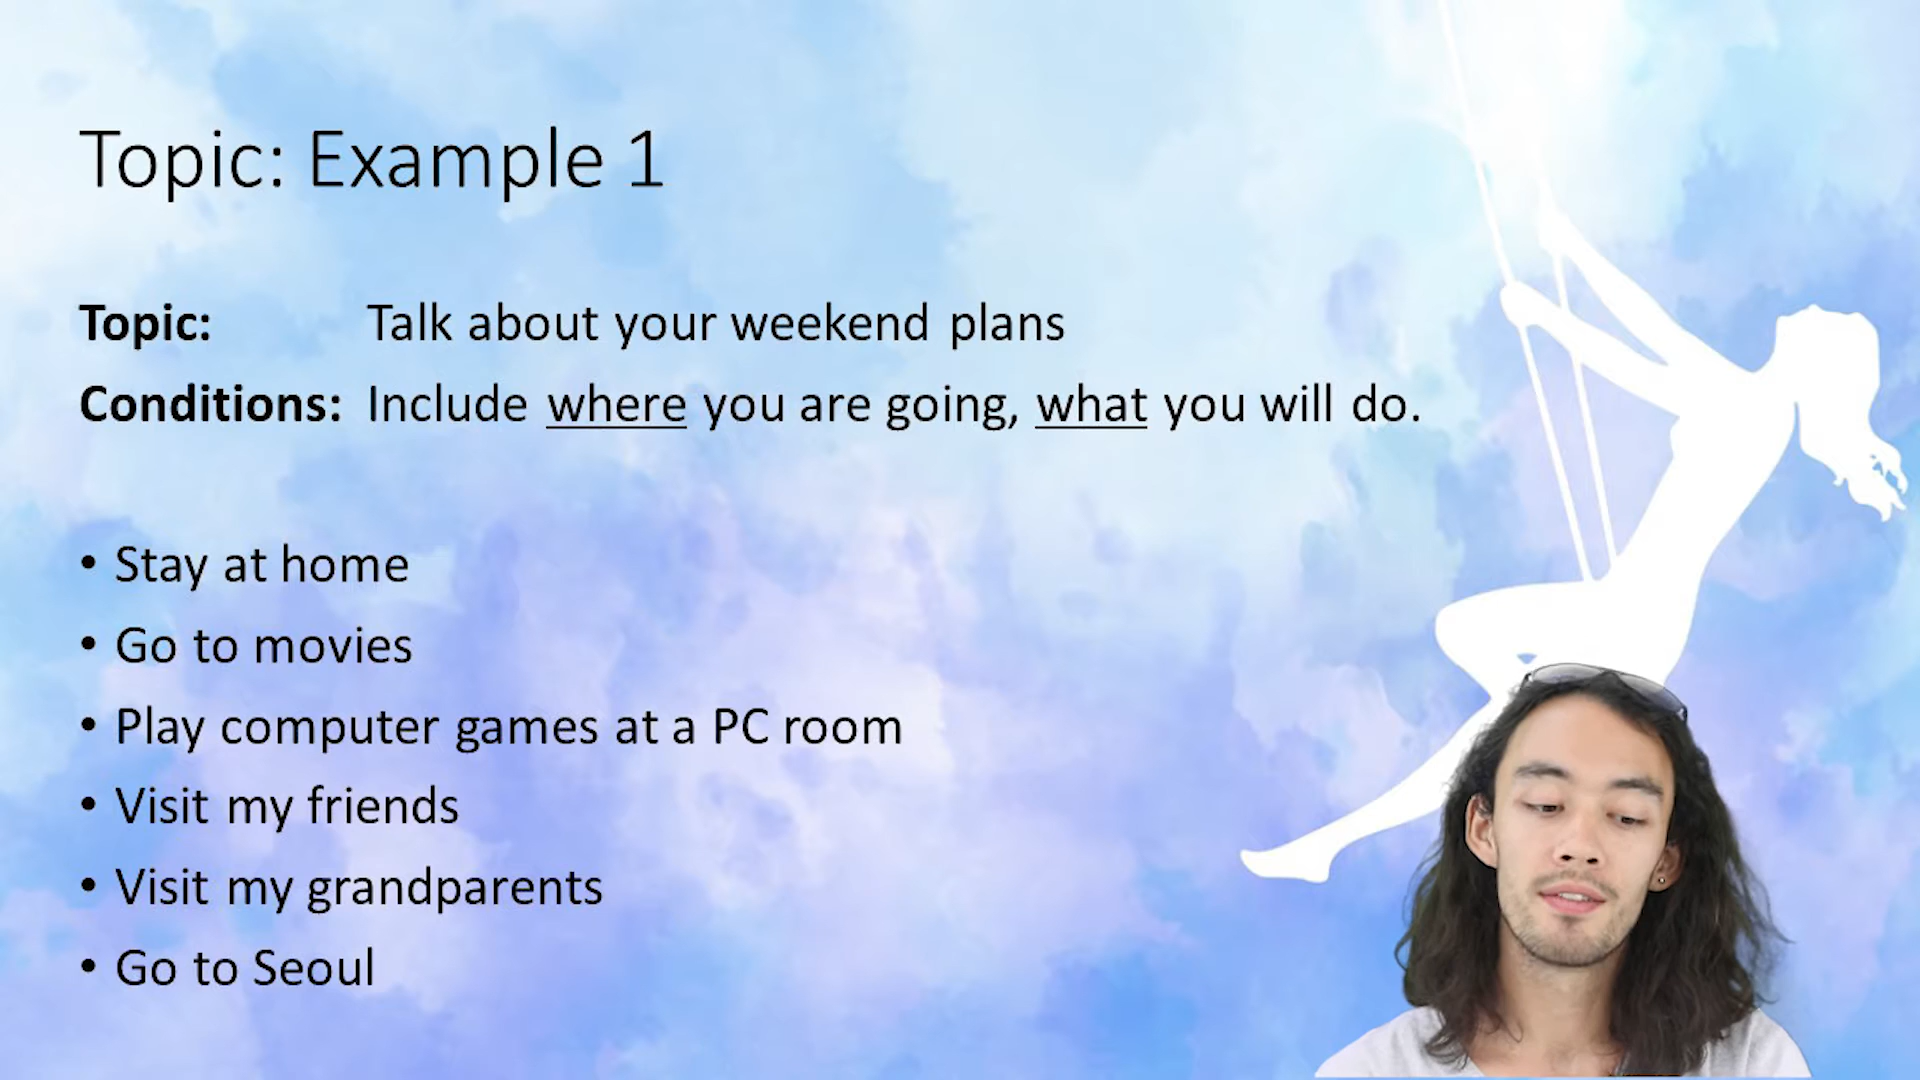 Topic: Example 1
Topic: Talk about your weekend plans
Conditions: Include where you are going, what you will do.
• Stay at home
• Go to movies
• Play computer games at a PC room
• Visit my friends
• Visit my grandparents
• Go to Seoul